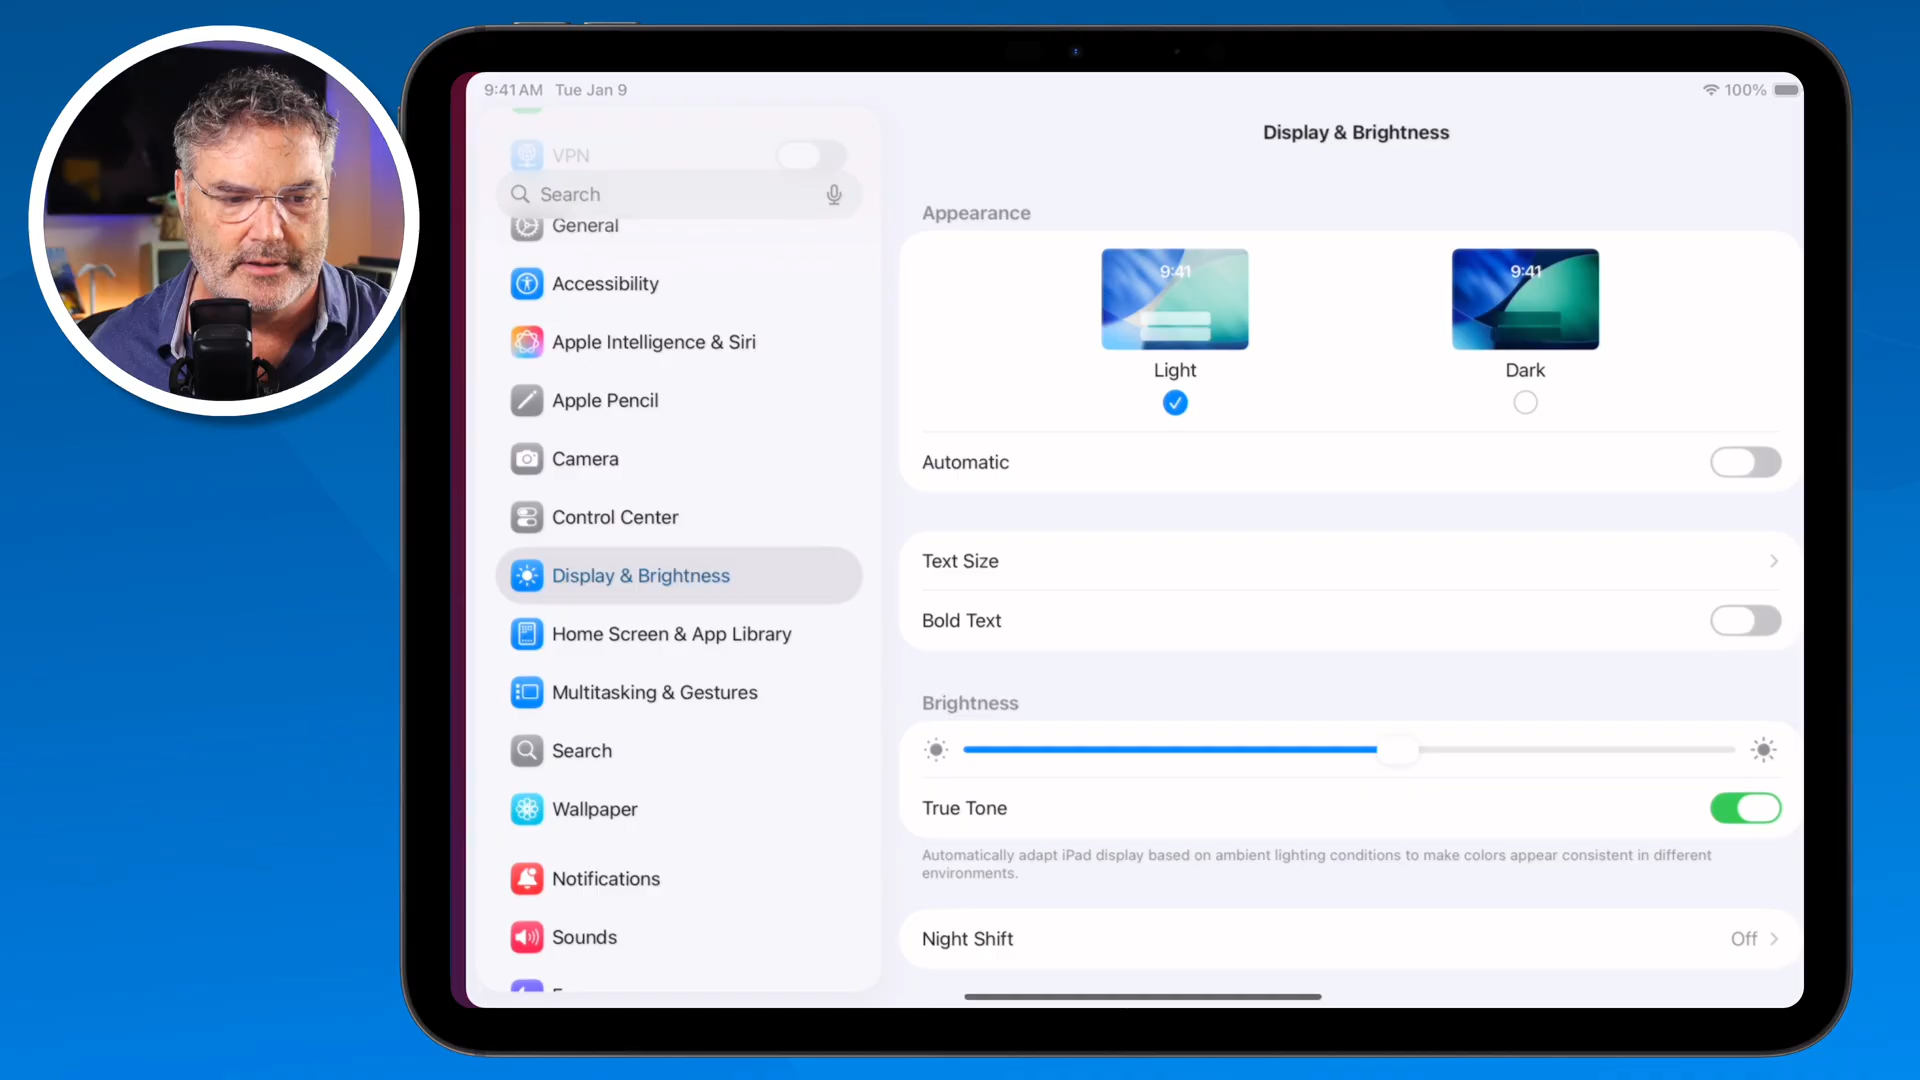 9:41 AM Tue Jan 9
100%
VPN
Search
General
Accessibility
Apple Intelligence & Siri
Apple Pencil
Camera
Control Center
Display & Brightness
Home Screen & App Library
Multitasking & Gestures
Search
Wallpaper
Notifications
Sounds
Display & Brightness
Appearance
9:41
9:41
Light
Dark
Automatic
Text Size
Bold Text
Brightness
True Tone
Automatically adapt iPad display based on ambient lighting conditions to make colors appear consistent in different
environments.
Night Shift
Off